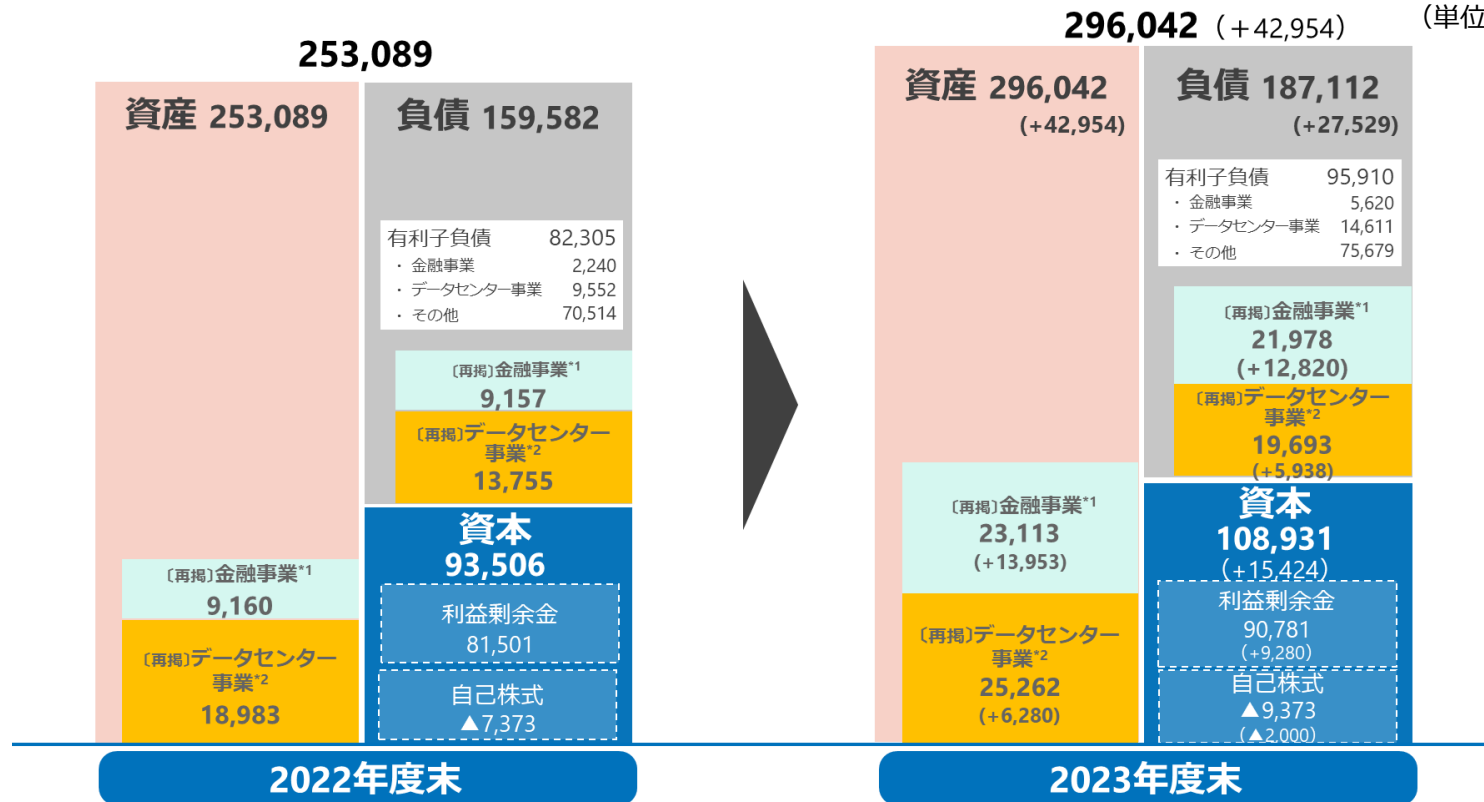 253,089
資産 253,089
負債 159,582
有利子負債 82,305
・ 金融事業 2,240
・ データセンター事業 9,552
・ その他 70,514
〔再掲〕金融事業*1
9,157
〔再掲〕データセンター
事業*2
13,755
資本
93,506
利益剰余金
81,501
自己株式
▲7,373
〔再掲〕金融事業*1
9,160
〔再掲〕データセンター
事業*2
18,983
2022年度末
296,042（＋42,954）
（単位
資産 296,042
(+42,954)
負債 187,112
(+27,529)
有利子負債 95,910
・ 金融事業 5,620
・ データセンター事業 14,611
・ その他 75,679
〔再掲〕金融事業*1
21,978
(+12,820)
〔再掲〕データセンター
事業*2
19,693
(+5,938)
資本
108,931
（+15,424）
利益剰余金
90,781
(+9,280)
自己株式
▲9,373
(▲2,000)
〔再掲〕金融事業*1
23,113
(+13,953)
〔再掲〕データセンター
事業*2
25,262
(+6,280)
2023年度末